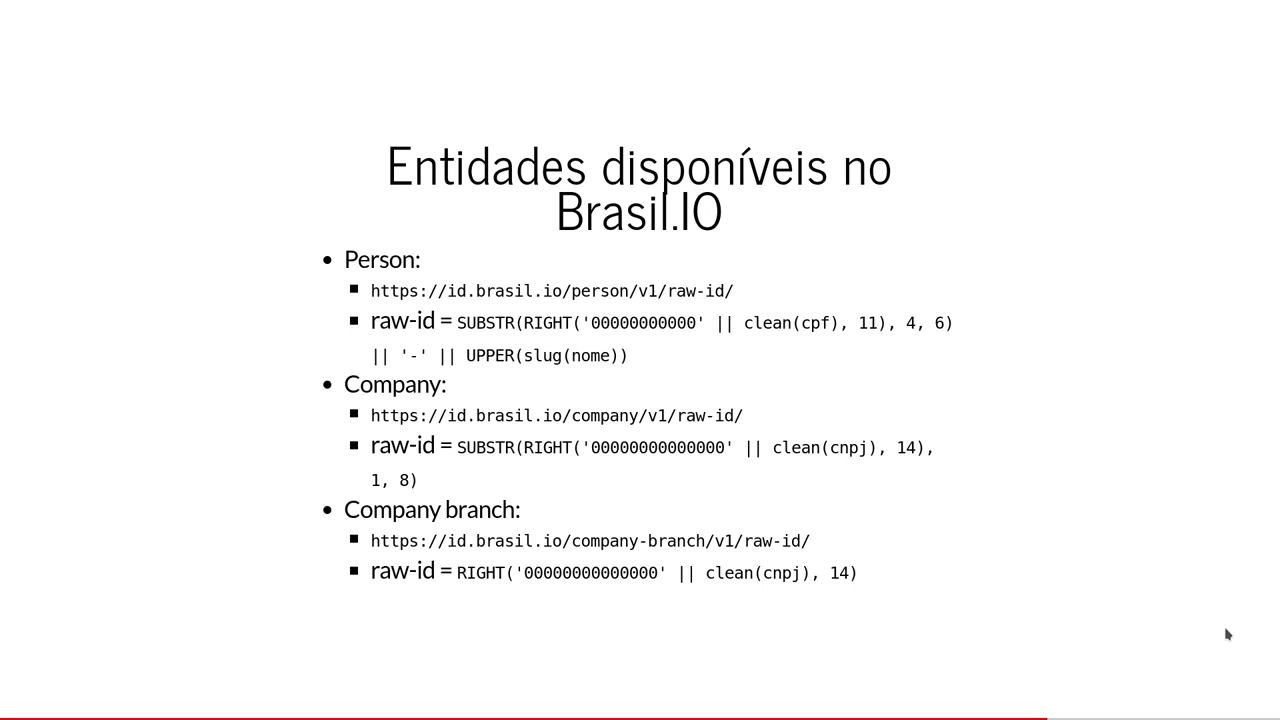 Entidades disponíveis no
Brasil.IO
Person:
https://id.brasil.io/person/v1/raw-id/
raw-id = SUBSTR(RIGHT('00000000000' || clean(cpf), 11), 4, 6)
|| '-' || UPPER(slug(nome))
Company:
https://id.brasil.io/company/v1/raw-id/
raw-id = SUBSTR(RIGHT('00000000000000' || clean(cnpj), 14),
1, 8)
Company branch:
https://id.brasil.io/company-branch/v1/raw-id/
raw-id = RIGHT('00000000000000' || clean(cnpj), 14)